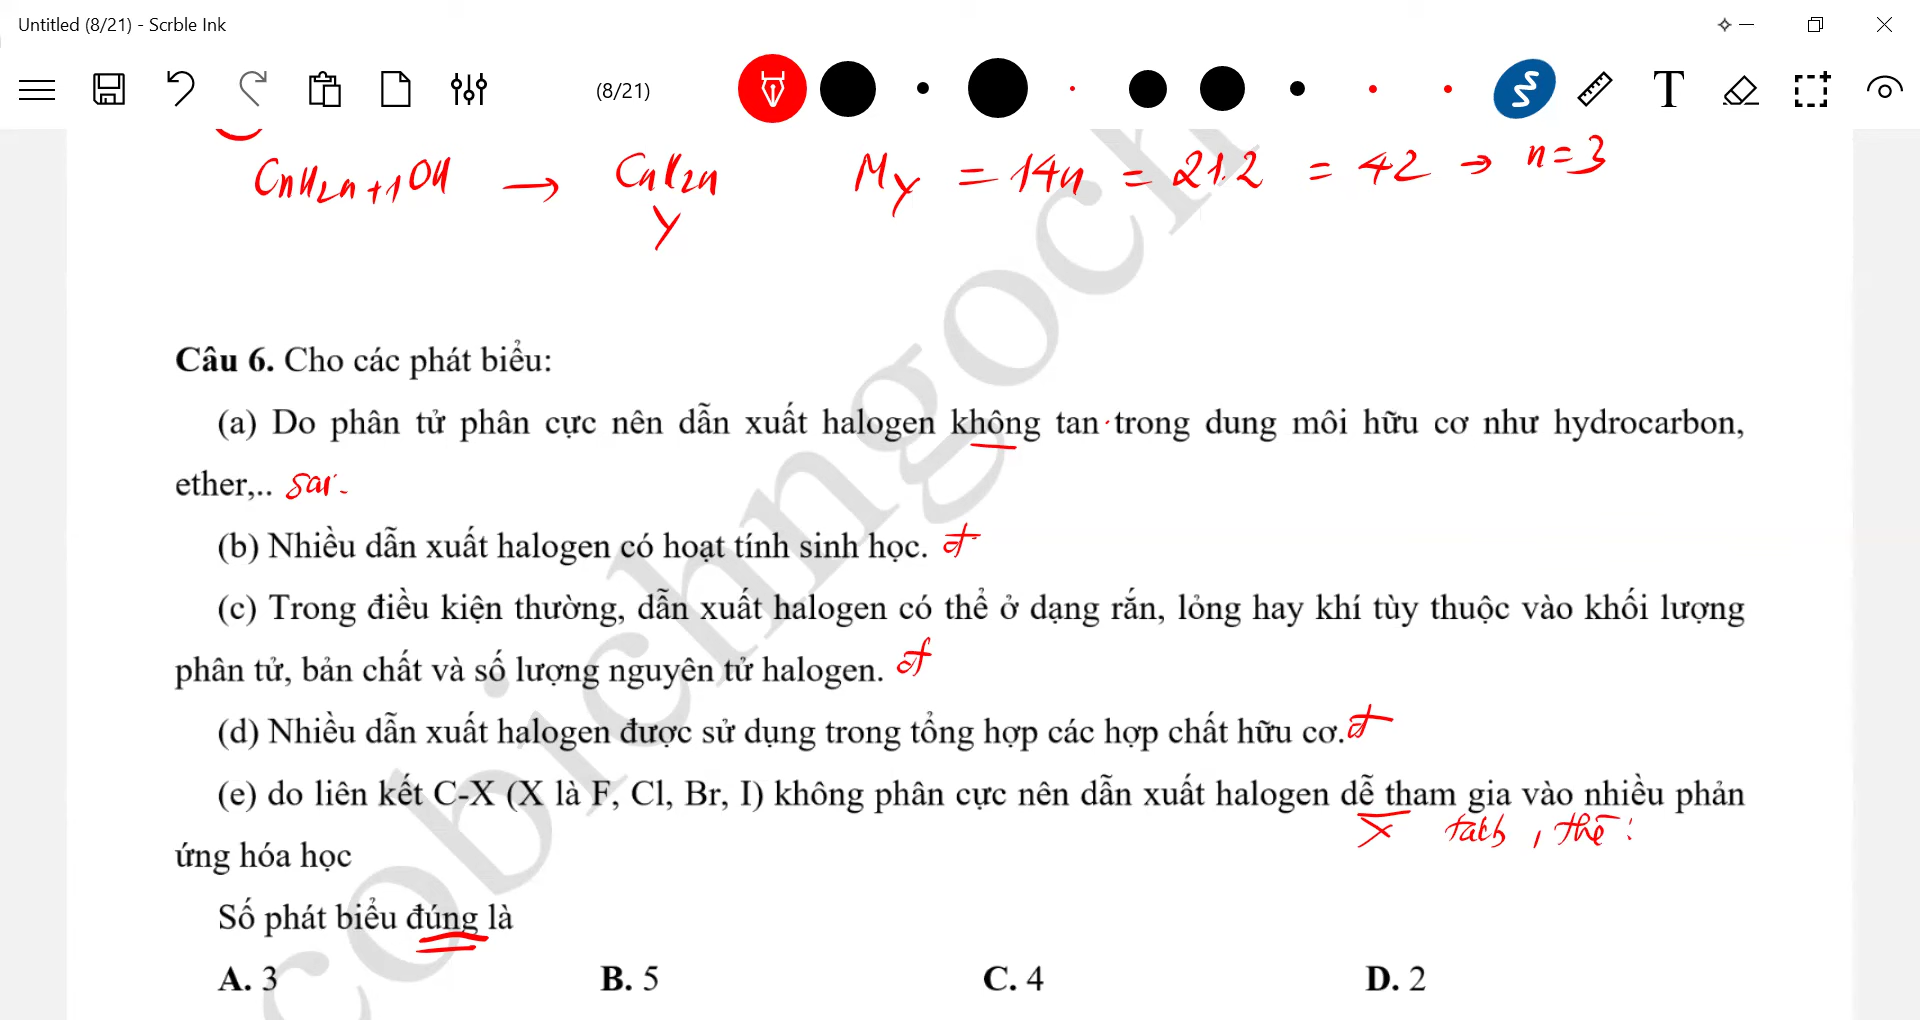 Untitled (8/21) - Scrble Ink
(8/21)
T
CnH2n+1OH → CnH2n MY = 14n = 21.2 = 42 → n=3
Y
Câu 6. Cho các phát biểu:
(a) Do phân tử phân cực nên dẫn xuất halogen không tan trong dung môi hữu cơ như hydrocarbon,
ether,.. sai.
(b) Nhiều dẫn xuất halogen có hoạt tính sinh học. đ
(c) Trong điều kiện thường, dẫn xuất halogen có thể ở dạng rắn, lỏng hay khí tùy thuộc vào khối lượng
phân tử, bản chất và số lượng nguyên tử halogen. đ
(d) Nhiều dẫn xuất halogen được sử dụng trong tổng hợp các hợp chất hữu cơ. đ
(e) do liên kết C-X (X là F, Cl, Br, I) không phân cực nên dẫn xuất halogen dễ tham gia vào nhiều phản
tách, thế
ứng hóa học
Số phát biểu đúng là
A. 3 B. 5 C. 4 D. 2
cobichngoch